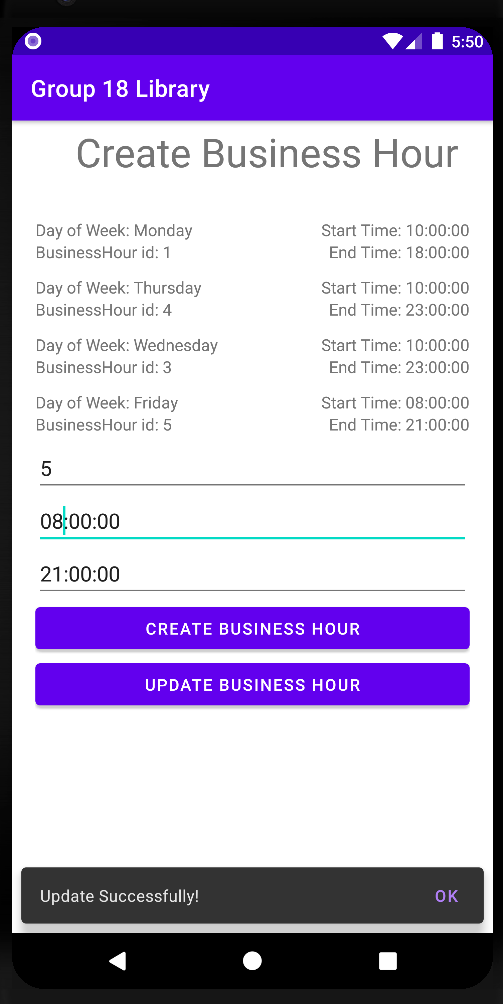 5:50
Group 18 Library
Create Business Hour
Day of Week: Monday Start Time: 10:00:00
BusinessHour id: 1 End Time: 18:00:00
Day of Week: Thursday Start Time: 10:00:00
BusinessHour id: 4 End Time: 23:00:00
Day of Week: Wednesday Start Time: 10:00:00
BusinessHour id: 3 End Time: 23:00:00
Day of Week: Friday Start Time: 08:00:00
BusinessHour id: 5 End Time: 21:00:00
5
08:00:00
21:00:00
CREATE BUSINESS HOUR
UPDATE BUSINESS HOUR
Update Successfully! OK